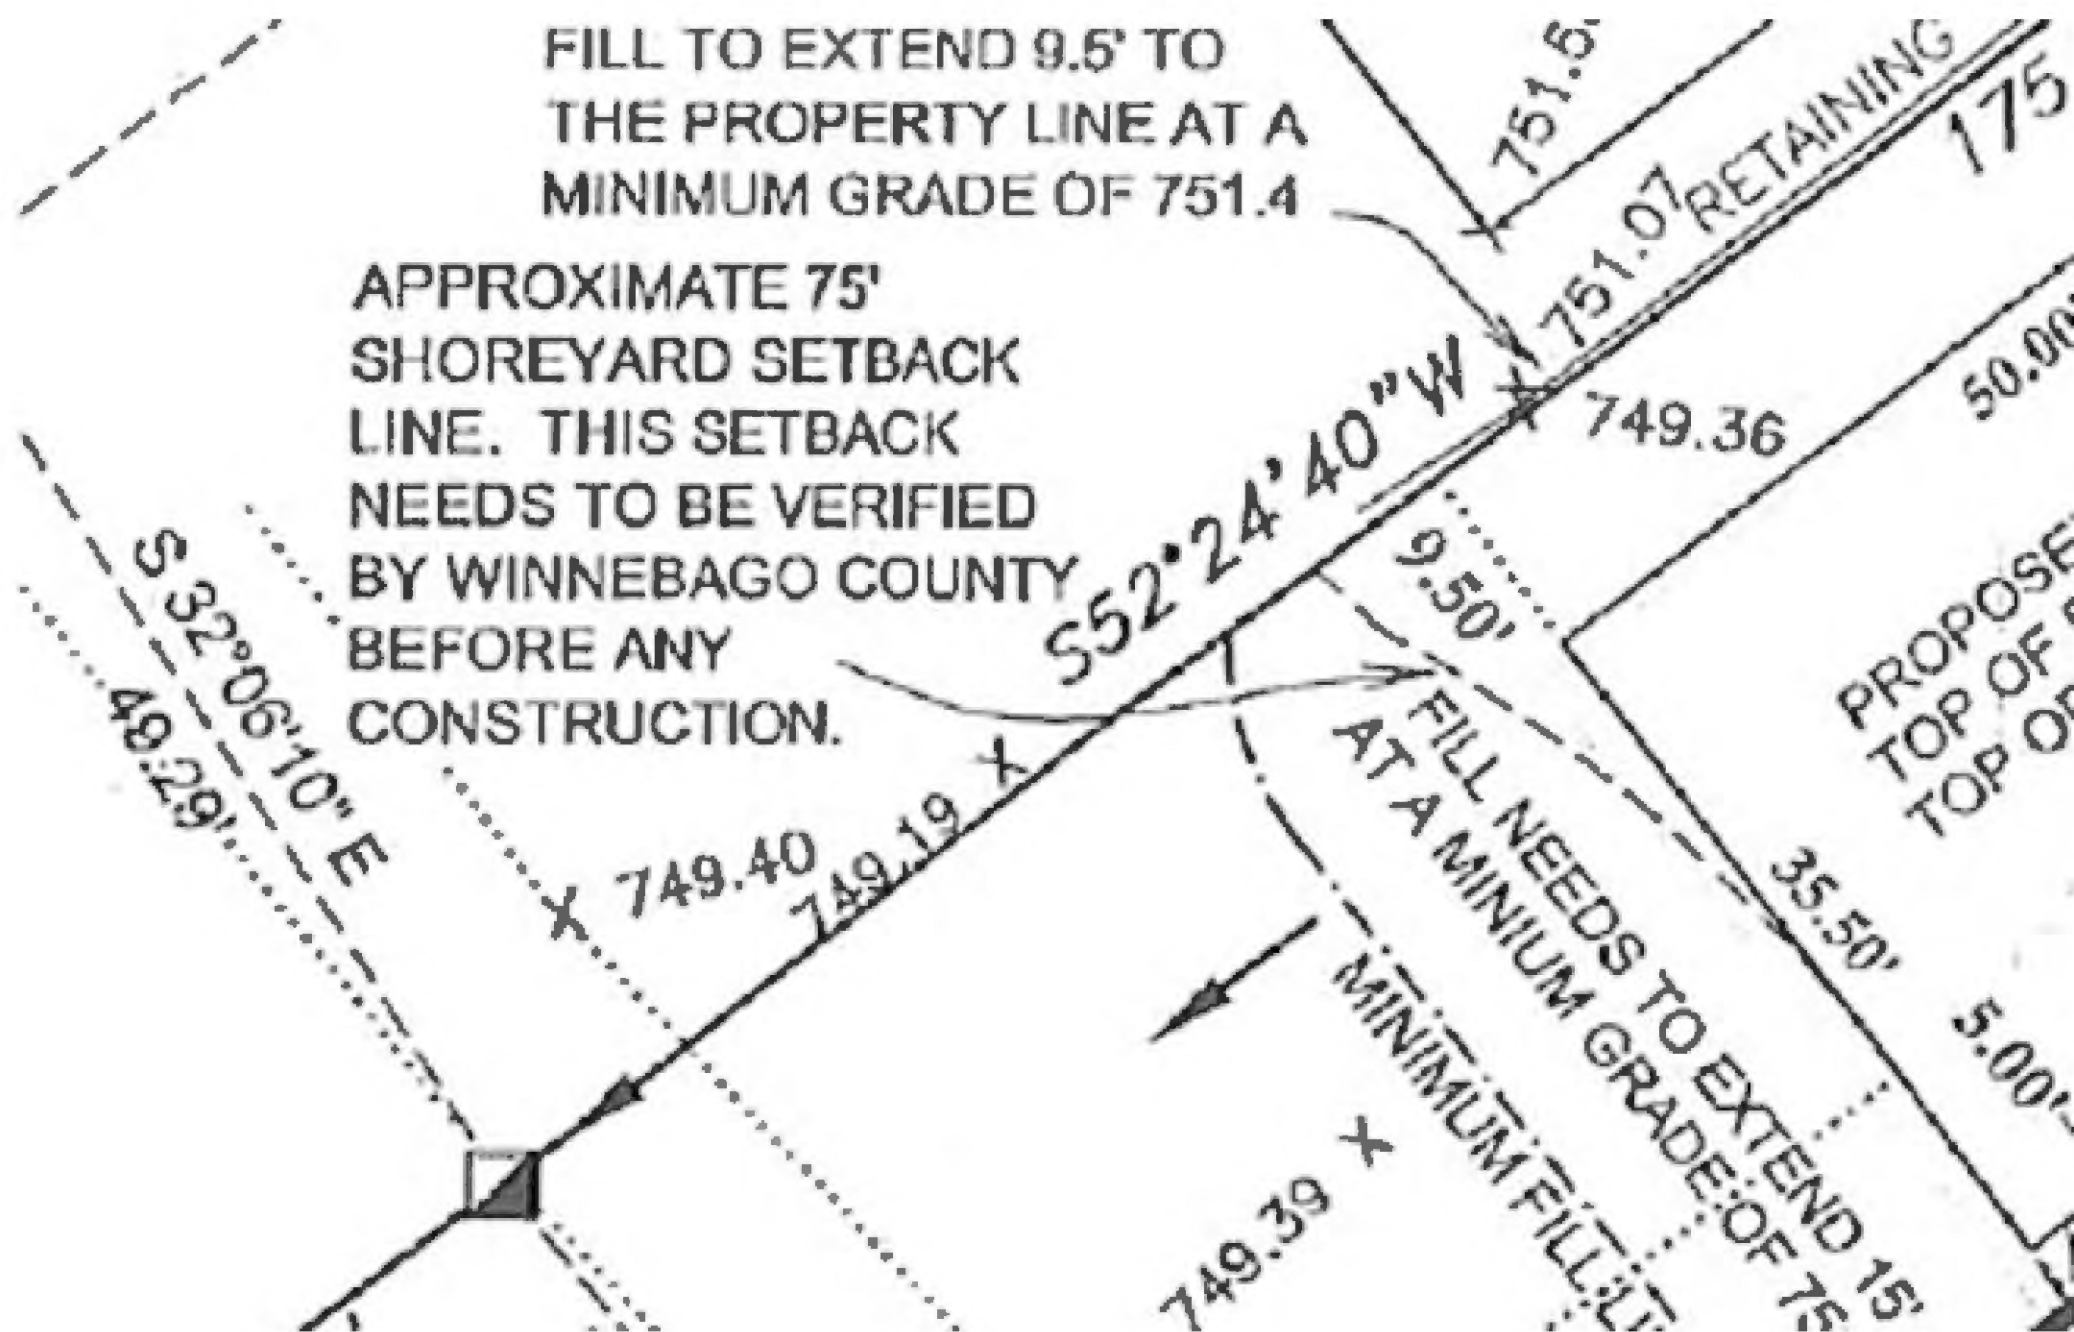 FILL TO EXTEND 9.5' TO
THE PROPERTY LINE AT A
MINIMUM GRADE OF 751.4
APPROXIMATE 75'
SHOREYARD SETBACK
LINE. THIS SETBACK
NEEDS TO BE VERIFIED
BY WINNEBAGO COUNTY
BEFORE ANY
CONSTRUCTION.
751.07
RETAINING
175
S52°24'40"W
749.36
50.00'
9.50'
S 32°06'10" E
49.29'
749.40
749.19
FILL NEEDS TO EXTEND 15'
AT A MINIUM GRADE OF 75
MINIMUM FILL
TOP OF
35.50'
5.00'
749.39